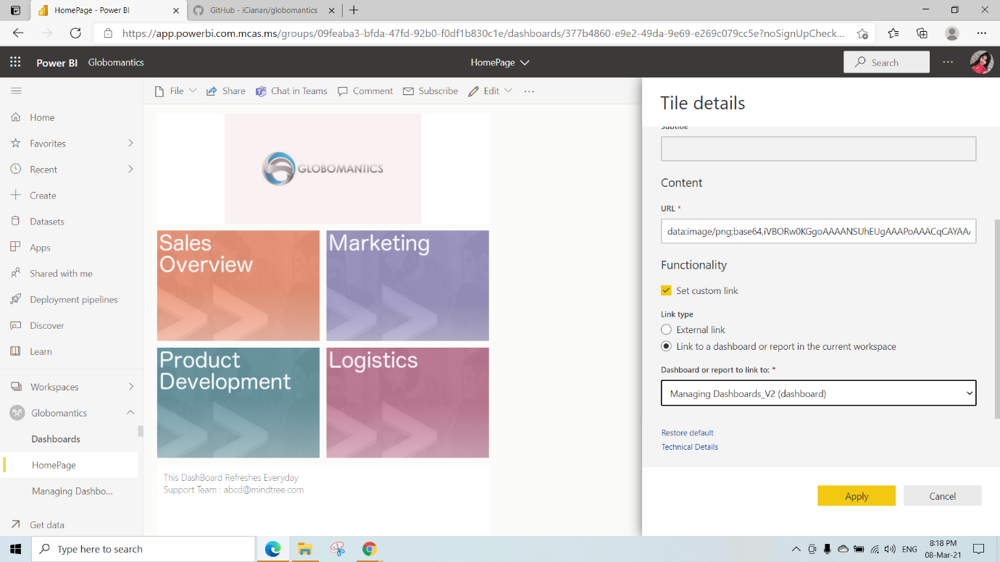 HomePage - Power BI
GitHub - iCianan/globomantics
https://app.powerbi.com.mcas.ms/groups/09feaba3-bfda-47fd-92b0-f0df1b830c1e/dashboards/377b4860-e9e2-49da-9e69-e269c079cc5e?noSignUpCheck...
Power BI Globomantics
HomePage
Search
File
Share
Chat in Teams
Comment
Subscribe
Edit
Home
Favorites
Recent
Create
Datasets
Apps
Shared with me
Deployment pipelines
Discover
Learn
Workspaces
Globomantics
Dashboards
HomePage
Managing Dashbo...
Get data
GLOBOMANTICS
Sales
Overview
Marketing
Product
Development
Logistics
This DashBoard Refreshes Everyday
Support Team : abcd@mindtree.com
Tile details
Subtitle
Content
URL *
data:image/png;base64,iVBORw0KGgoAAAANSUhEUgAAAPoAAACqCAYAAA
Functionality
Set custom link
Link type
External link
Link to a dashboard or report in the current workspace
Dashboard or report to link to: *
Managing Dashboards_V2 (dashboard)
Restore default
Technical Details
Apply
Cancel
Type here to search
ENG
8:18 PM
08-Mar-21